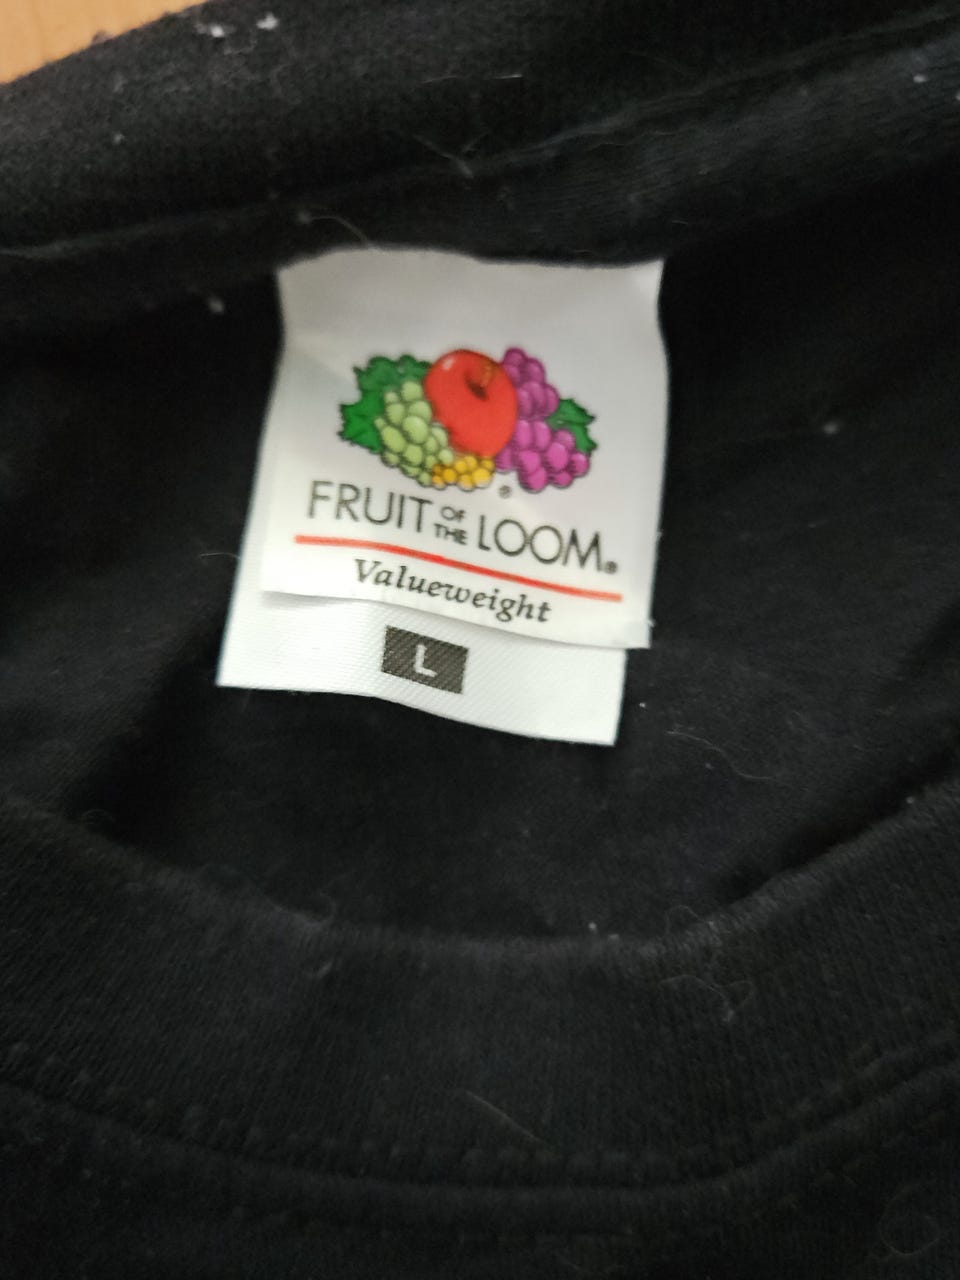 FRUIT OF THE LOOM®
Valueweight
L